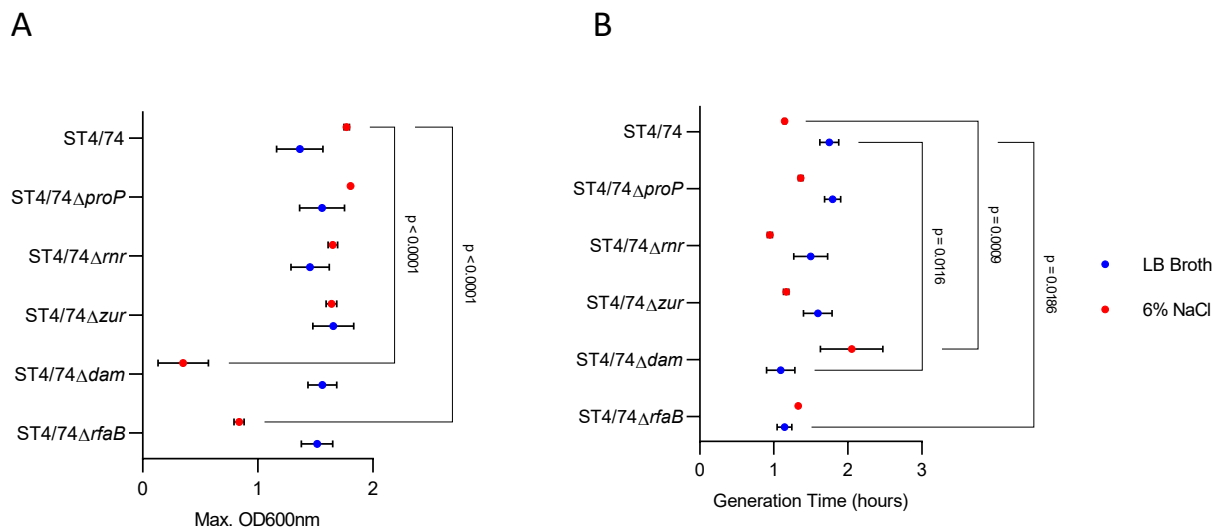 A
ST4/74
ST4/74ΔproP
ST4/74Δrnr
ST4/74Δzur
ST4/74Δdam
ST4/74ΔrfaB
0
1
2
Max. OD600nm
p < 0.0001
p < 0.0001
B
ST4/74
ST4/74ΔproP
ST4/74Δrnr
ST4/74Δzur
ST4/74Δdam
ST4/74ΔrfaB
0
1
2
3
Generation Time (hours)
p = 0.0116
p = 0.0009
p = 0.0186
LB Broth
6% NaCl